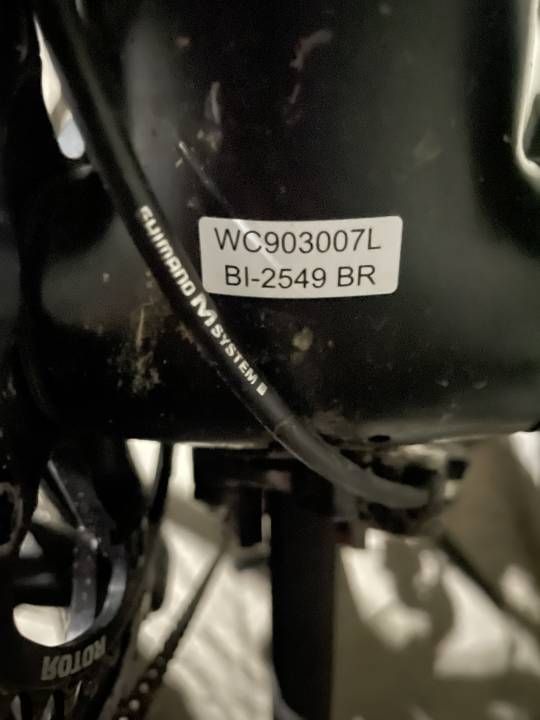 WC903007L
BI-2549 BR
SHIMANO M SYSTEM
ROTOR